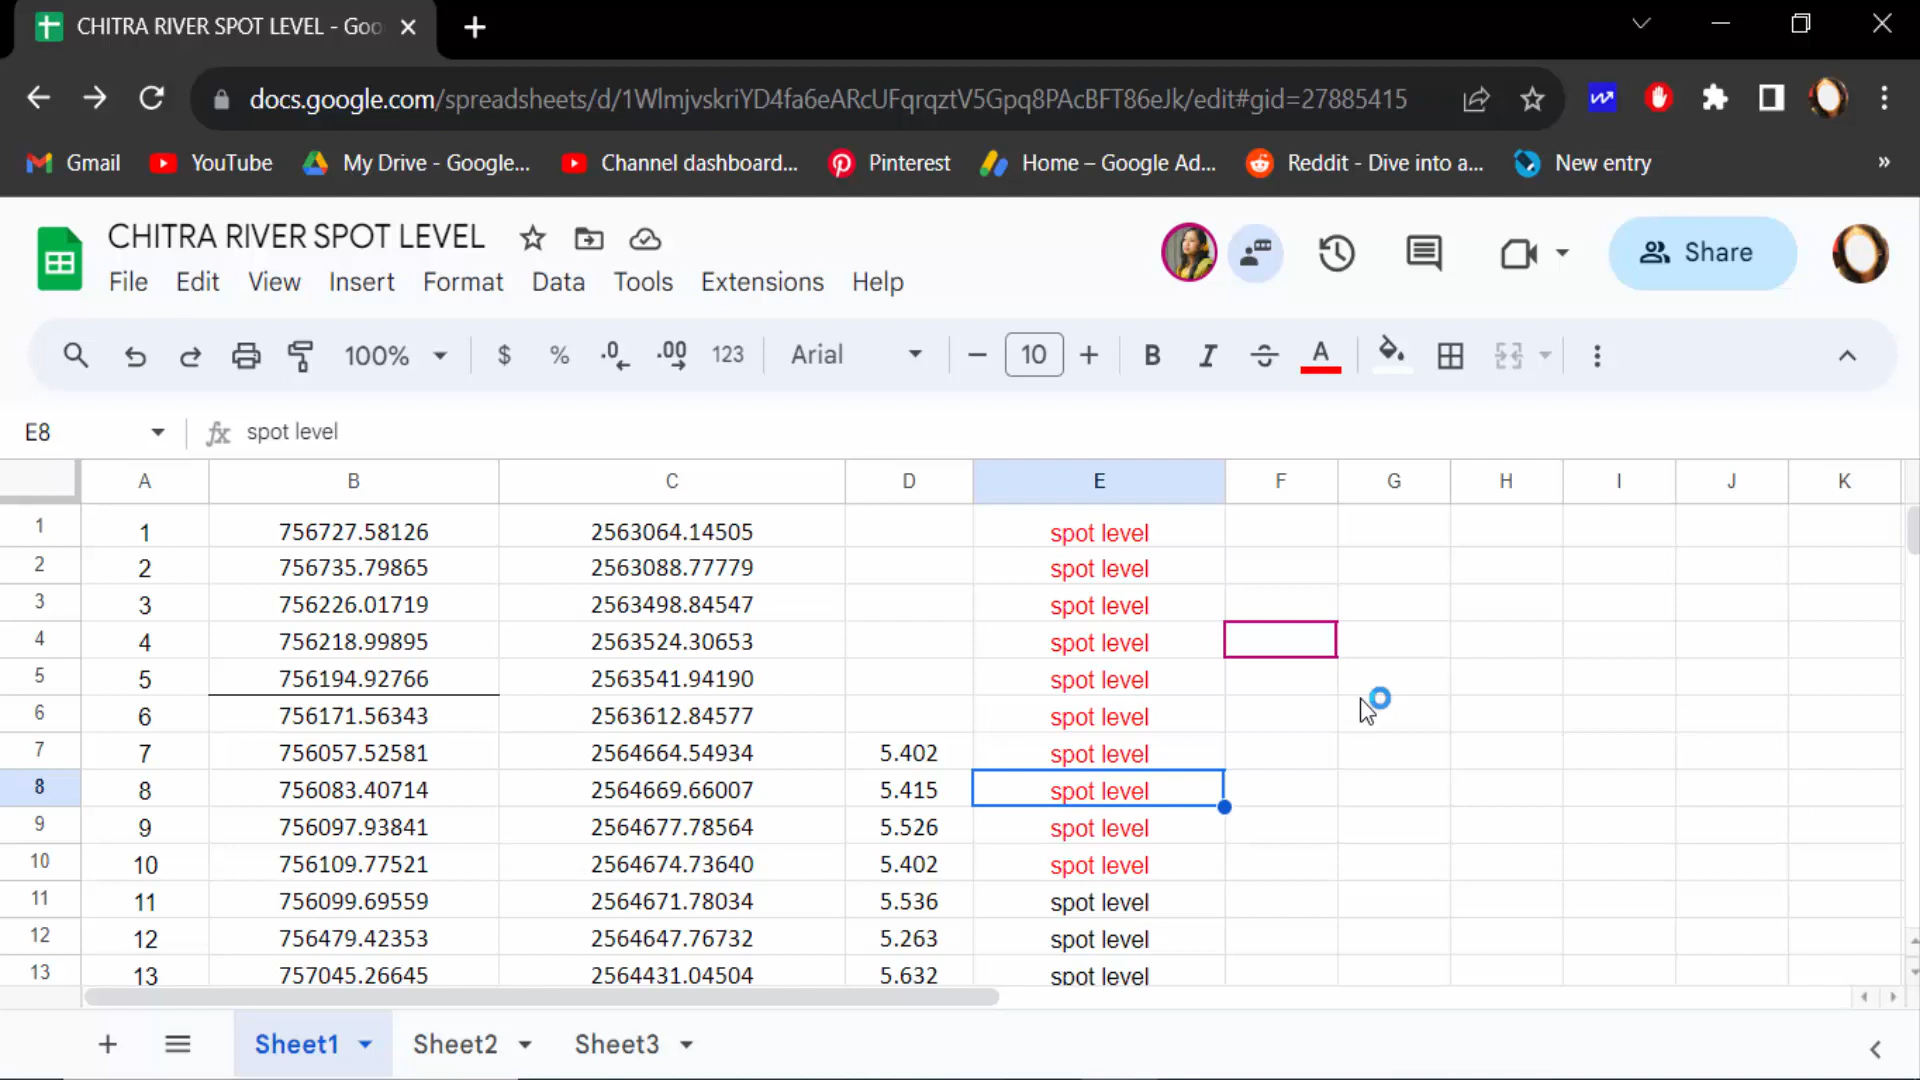 CHITRA RIVER SPOT LEVEL - Goo
docs.google.com/spreadsheets/d/1WlmjvskriYD4fa6eARcUFqrqztV5Gpq8PAcBFT86eJk/edit#gid=27885415
Gmail YouTube My Drive - Google... Channel dashboard... Pinterest Home – Google Ad... Reddit - Dive into a... New entry »
CHITRA RIVER SPOT LEVEL
File Edit View Insert Format Data Tools Extensions Help
Share
100% $ % .0 .00 123 Arial 10 B I S A
E8 fx spot level
A B C D E F G H I J K
1 1 756727.58126 2563064.14505 spot level
2 2 756735.79865 2563088.77779 spot level
3 3 756226.01719 2563498.84547 spot level
4 4 756218.99895 2563524.30653 spot level
5 5 756194.92766 2563541.94190 spot level
6 6 756171.56343 2563612.84577 spot level
7 7 756057.52581 2564664.54934 5.402 spot level
8 8 756083.40714 2564669.66007 5.415 spot level
9 9 756097.93841 2564677.78564 5.526 spot level
10 10 756109.77521 2564674.73640 5.402 spot level
11 11 756099.69559 2564671.78034 5.536 spot level
12 12 756479.42353 2564647.76732 5.263 spot level
13 13 757045.26645 2564431.04504 5.632 spot level
Sheet1 Sheet2 Sheet3